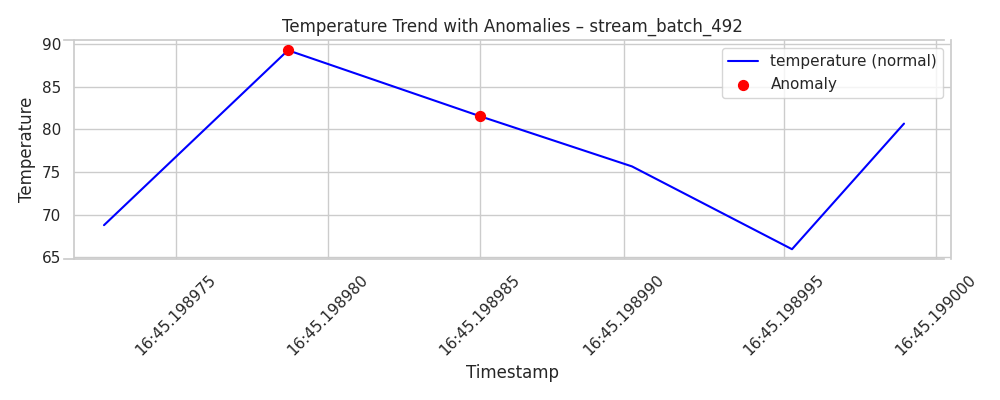 Temperature Trend with Anomalies – stream_batch_492
temperature (normal)
Anomaly
Temperature
90
85
80
75
70
65
16:45.198975
16:45.198980
16:45.198985
16:45.198990
16:45.198995
16:45.199000
Timestamp